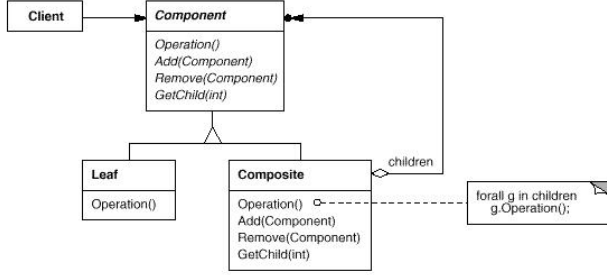 Client
Component
Operation()
Add(Component)
Remove(Component)
GetChild(int)
children
Leaf
Operation()
Composite
Operation()
Add(Component)
Remove(Component)
GetChild(int)
forall g in children
g.Operation();